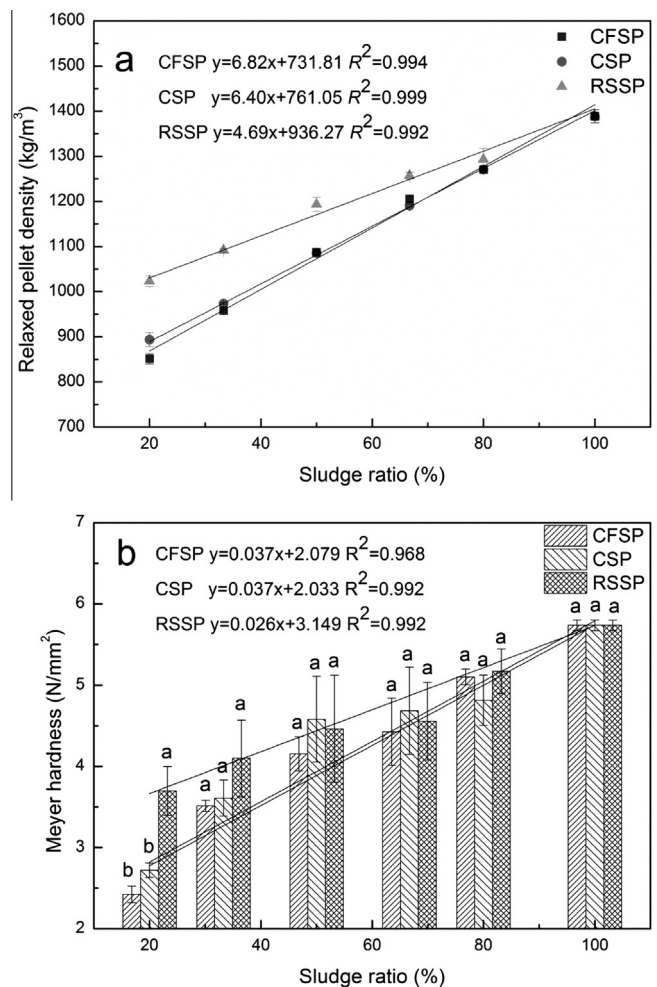 1600
1500
1400
1300
1200
1100
1000
900
800
700
Relaxed pellet density (kg/m³)
a
CFSP y=6.82x+731.81 R²=0.994
CSP y=6.40x+761.05 R²=0.999
RSSP y=4.69x+936.27 R²=0.992
CFSP
CSP
RSSP
20 40 60 80 100
Sludge ratio (%)
7
6
5
4
3
2
Meyer hardness (N/mm²)
b
CFSP y=0.037x+2.079 R²=0.968
CSP y=0.037x+2.033 R²=0.992
RSSP y=0.026x+3.149 R²=0.992
CFSP
CSP
RSSP
b b a a a a a a a a a a a a a a a a
20 40 60 80 100
Sludge ratio (%)